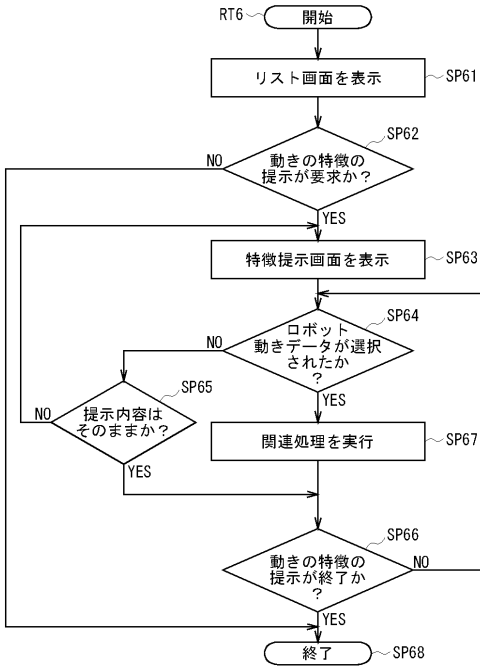 RT6
開始
リスト画面を表示
SP61
SP62
動きの特徴の
提示が要求か？
NO
YES
特徴提示画面を表示
SP63
SP64
ロボット
動きデータが選択
されたか
？
NO
YES
SP65
提示内容は
そのままか？
NO
YES
関連処理を実行
SP67
SP66
動きの特徴の
提示が終了か
？
NO
YES
終了
SP68